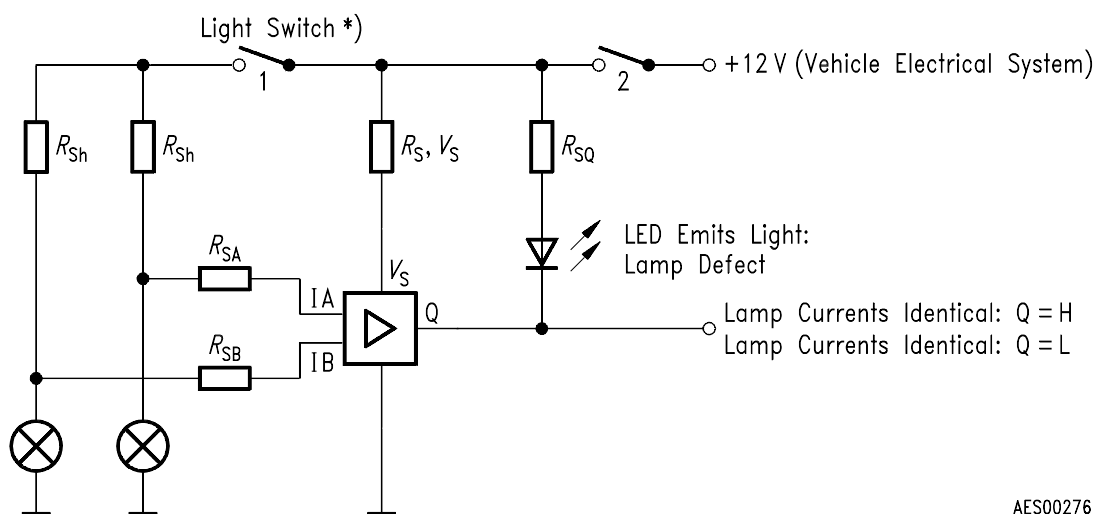 Light Switch *)
1
2
+12 V (Vehicle Electrical System)
RSh
RSh
RS, VS
RSQ
LED Emits Light:
Lamp Defect
RSA
VS
IA
Q
Lamp Currents Identical: Q = H
Lamp Currents Identical: Q = L
RSB
IB
AES00276